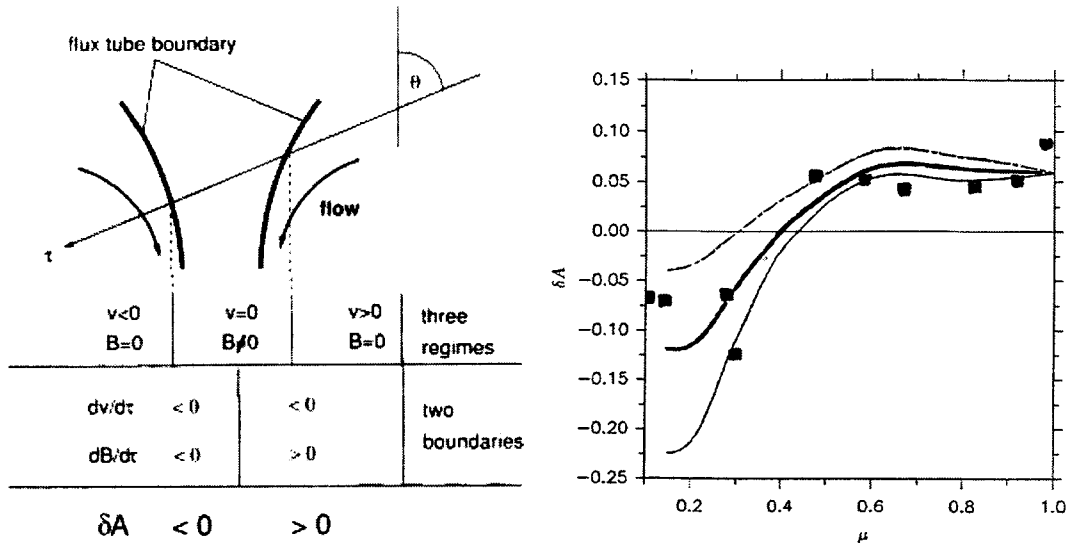 flux tube boundary
θ
flow
τ
v<0 v=0 v>0 three
B=0 B≠0 B=0 regimes
dv/dτ < 0 < 0 two
dB/dτ < 0 > 0 boundaries
δA < 0 > 0
0.15
0.10
0.05
0.00
-0.05
-0.10
-0.15
-0.20
-0.25
δA
0.2 0.4 0.6 0.8 1.0
μ